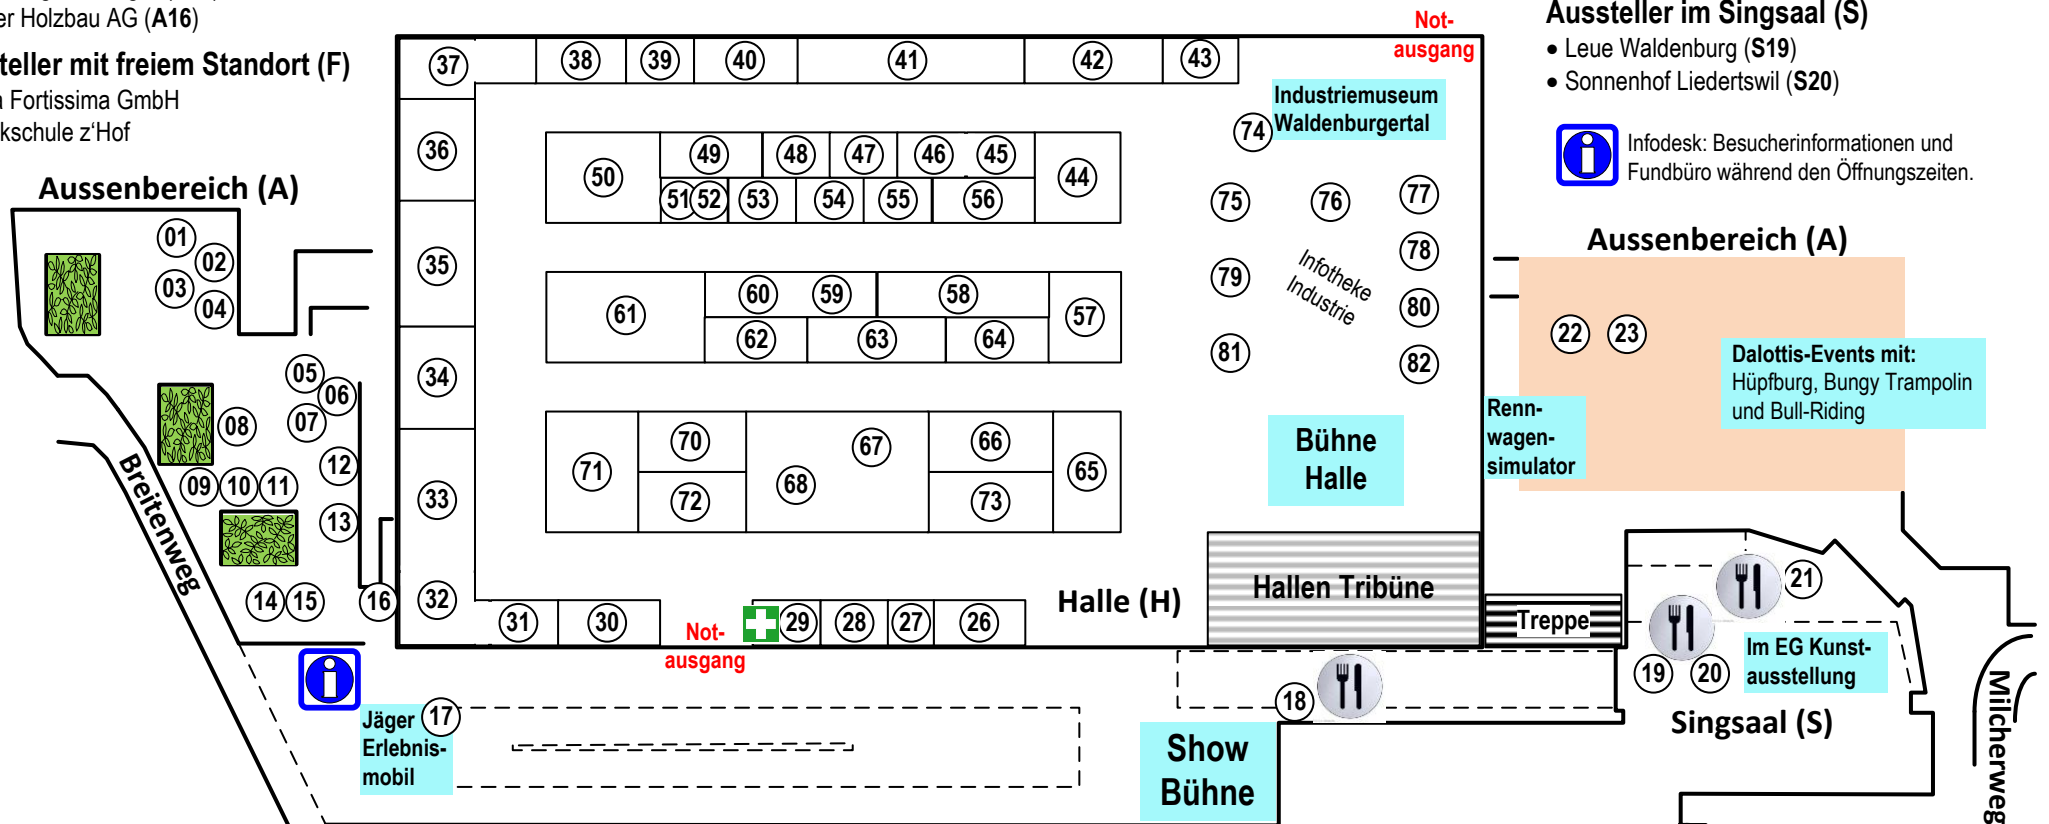 er Holzbau AG (A16)
teller mit freiem Standort (F)
a Fortissima GmbH
kschule z'Hof
Aussenbereich (A)
01
02
03
04
05
06
07
08
09 10 11
12
13
14 15
16
Breitenweg
37 38 39 40 41 42 43
36
35
34
33
32
31 30
29 28 27 26
Not-
ausgang
50 49 48 47 46 45 44
51 52 53 54 55 56
61 60 59 58 57
62 63 64
71 70 67 66 65
72 68 73
Halle (H)
Not-
ausgang
Industriemuseum
Waldenburgertal
74
75 76 77
78
79
80
81
82
Infotheke
Industrie
Bühne
Halle
Hallen Tribüne
Treppe
Renn-
wagen-
simulator
Aussteller im Singsaal (S)
• Leue Waldenburg (S19)
• Sonnenhof Liedertswil (S20)
i
Infodesk: Besucherinformationen und
Fundbüro während den Öffnungszeiten.
Aussenbereich (A)
22 23
Dalottis-Events mit:
Hüpfburg, Bungy Trampolin
und Bull-Riding
21
19 20
Im EG Kunst-
ausstellung
Singsaal (S)
Milcherweg
18
Show
Bühne
i
Jäger
Erlebnis-
mobil
17